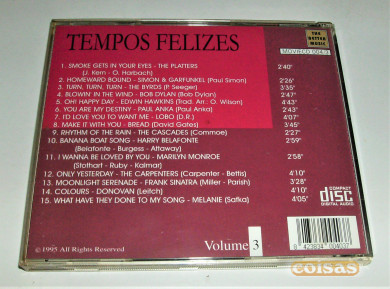 TEMPOS FELIZES
THE
BETTER
MUSIC
1. SMOKE GETS IN YOUR EYES - THE PLATTERS
(J. Kern - O. Harbach) 2'40"
2. HOMEWARD BOUND - SIMON & GARFUNKEL (Paul Simon) 2'26"
3. TURN, TURN, TURN - THE BYRDS (P. Seeger) 3'35"
4. BLOWIN IN THE WIND - BOB DYLAN (Bob Dylan) 2'47"
5. OH! HAPPY DAY - EDWIN HAWKINS (Trad. Arr.: O. Wilson) 4'43"
6. YOU ARE MY DESTINY - PAUL ANKA (Paul Anka) 2'43"
7. I'D LOVE YOU TO WANT ME - LOBO (D.R.) 4'07"
8. MAKE IT WITH YOU - BREAD (David Gates) 3'45"
9. RHYTHM OF THE RAIN - THE CASCADES (Commoe) 2'27"
10. BANANA BOAT SONG - HARRY BELAFONTE 2'59"
(Belafonte - Burgess - Attaway)
11. I WANNA BE LOVED BY YOU - MARILYN MONROE 2'58"
(Stothart - Ruby - Kalmar)
12. ONLY YESTERDAY - THE CARPENTERS (Carpenter - Bettis) 4'10"
13. MOONLIGHT SERENADE - FRANK SINATRA (Miller - Parish) 3'28"
14. COLOURS - DONOVAN (Leitch) 4'10"
15. WHAT HAVE THEY DONE TO MY SONG - MELANIE (Safka) 4'05"
COMPACT
disc
DIGITAL AUDIO
© 1995 All Rights Reserved
Volume 3
coisas